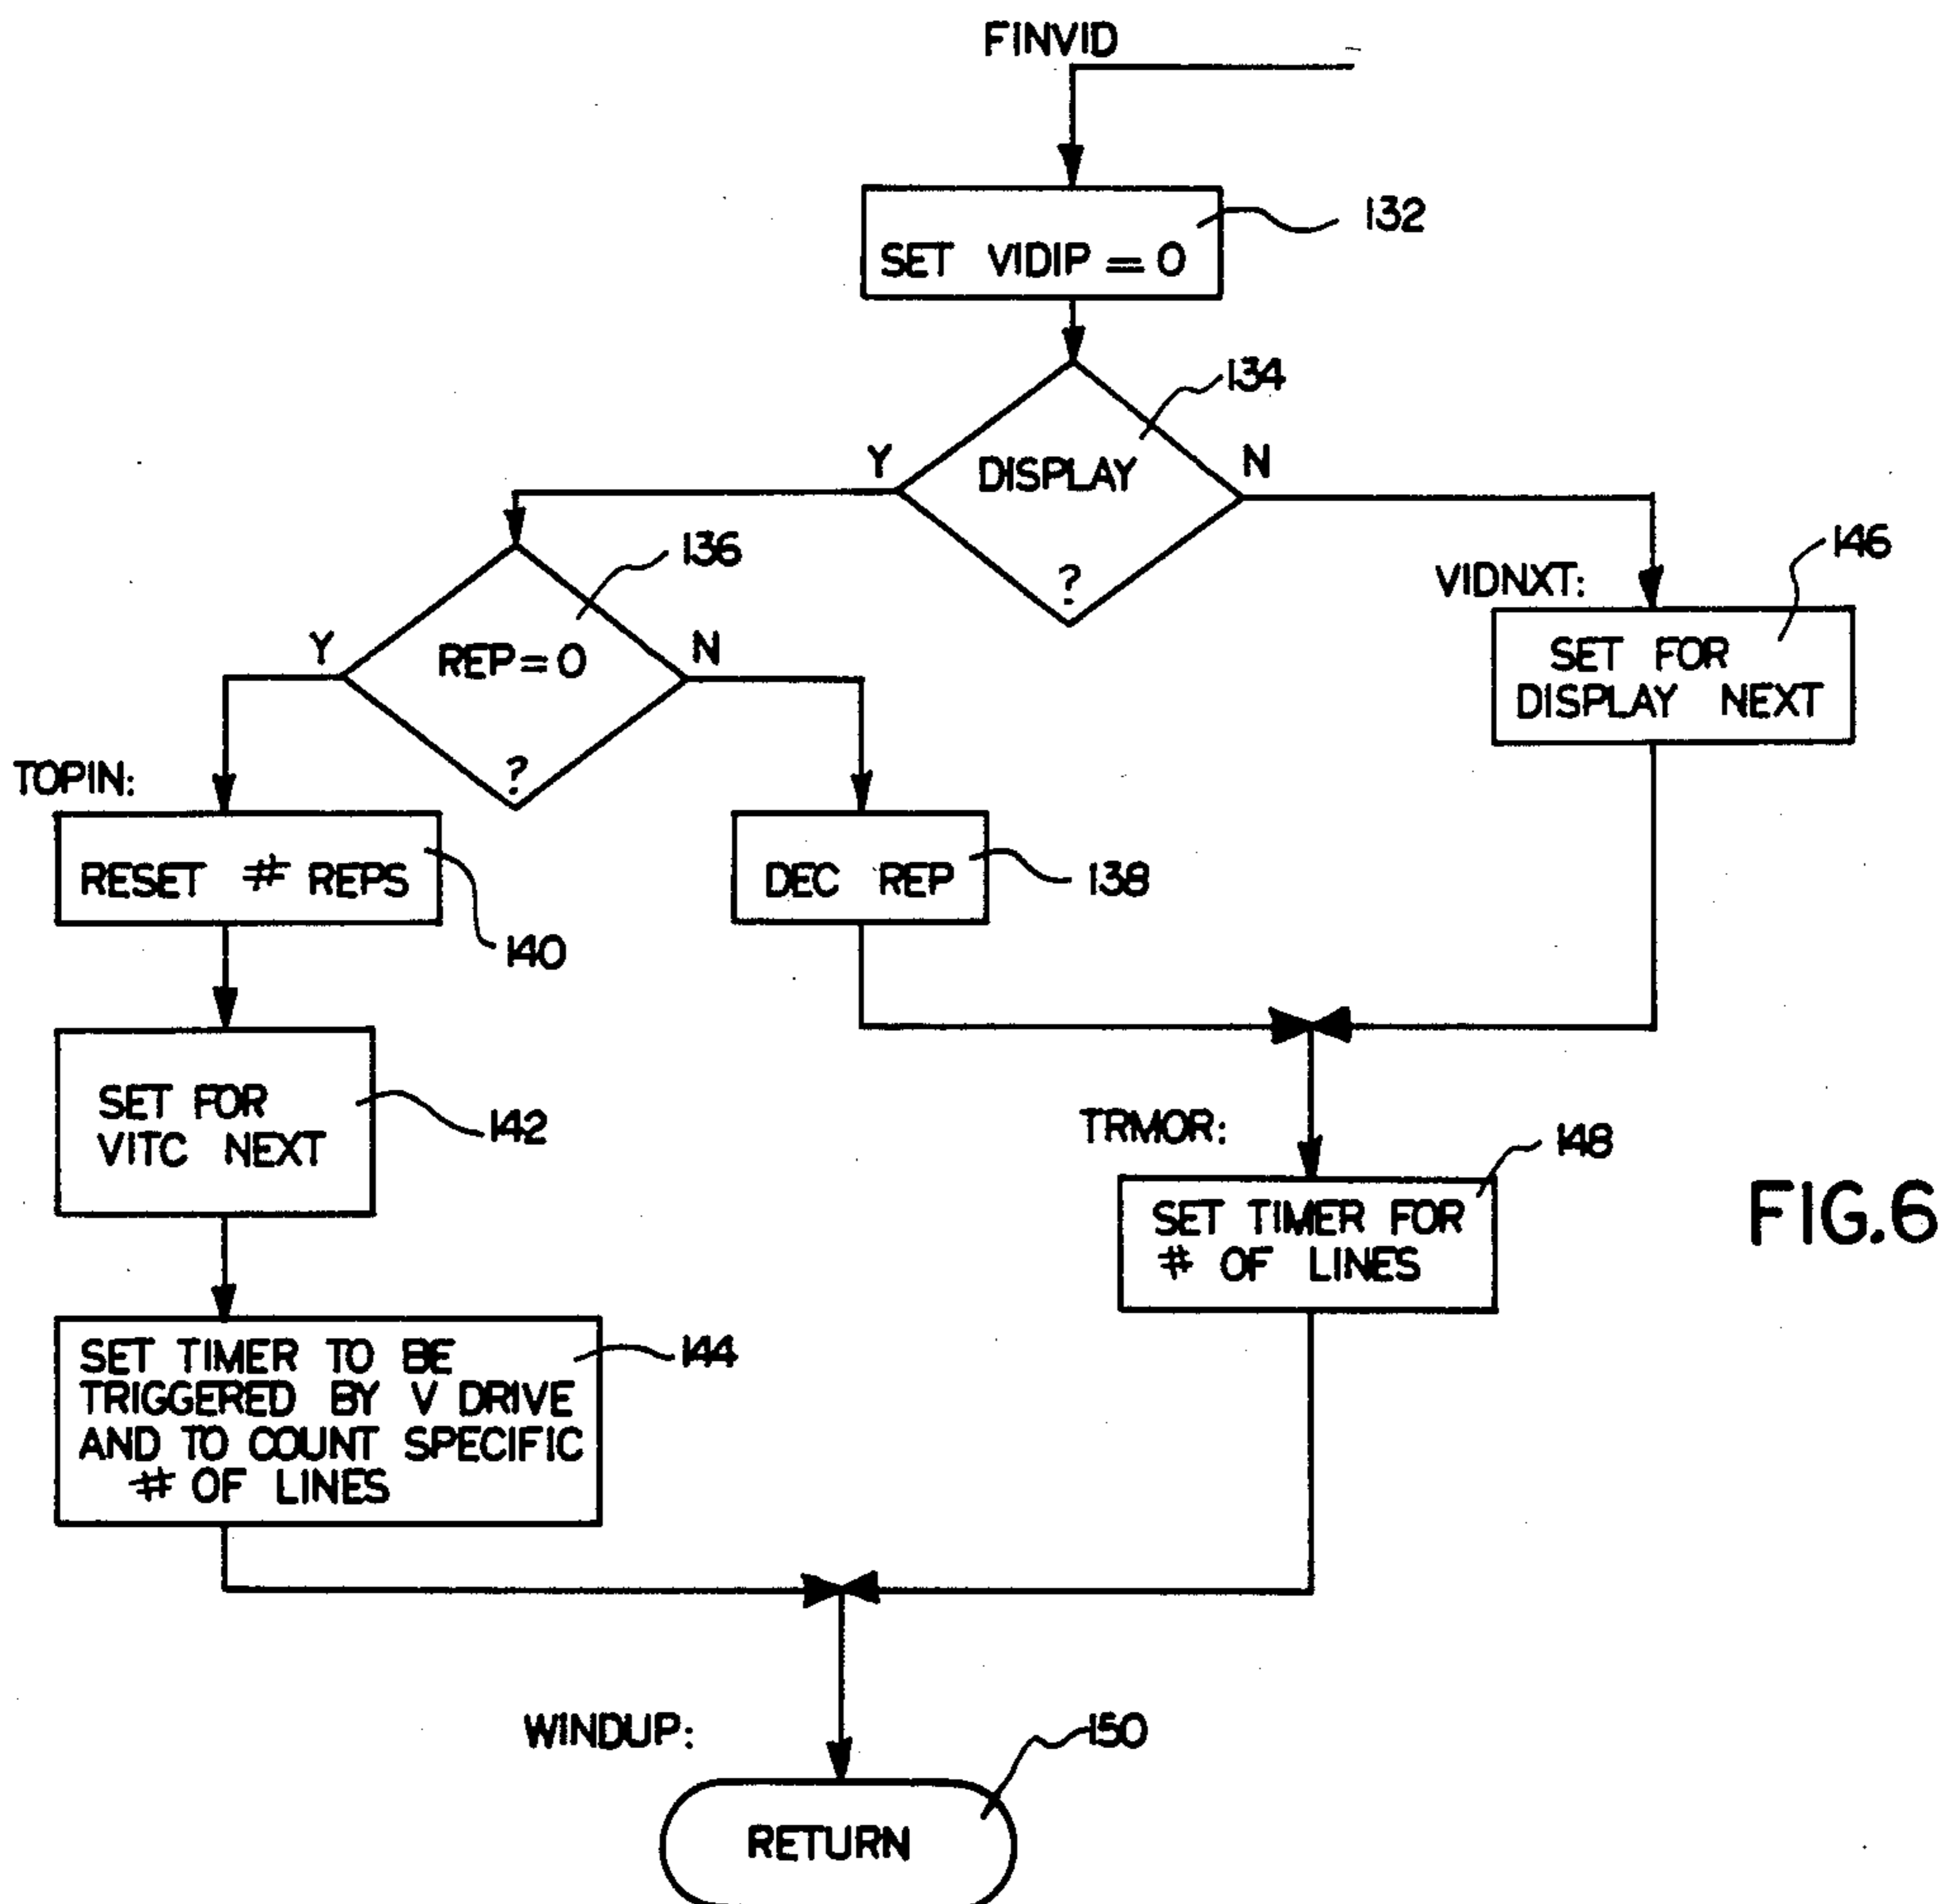 FINVID
132
SET VIDIP = 0
134
Y
DISPLAY
N
?
136
146
VIDNXT:
Y
REP=0
N
SET FOR
DISPLAY NEXT
?
TOPIN:
RESET # REPS
DEC REP
138
140
SET FOR
VITC NEXT
142
TRMOR:
148
SET TIMER FOR
# OF LINES
FIG.6
SET TIMER TO BE
TRIGGERED BY V DRIVE
AND TO COUNT SPECIFIC
# OF LINES
144
WINDUP:
150
RETURN